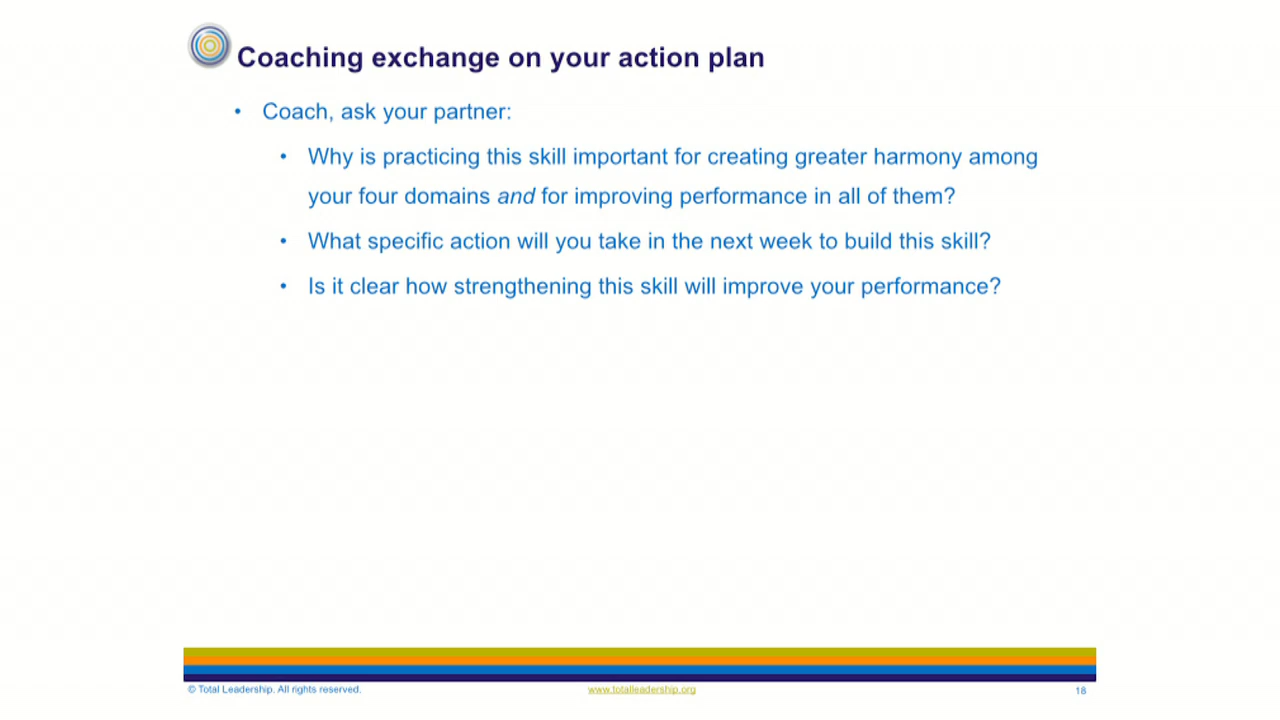 Coaching exchange on your action plan
• Coach, ask your partner:
• Why is practicing this skill important for creating greater harmony among
your four domains and for improving performance in all of them?
• What specific action will you take in the next week to build this skill?
• Is it clear how strengthening this skill will improve your performance?
© Total Leadership. All rights reserved.
www.totalleadership.org
18